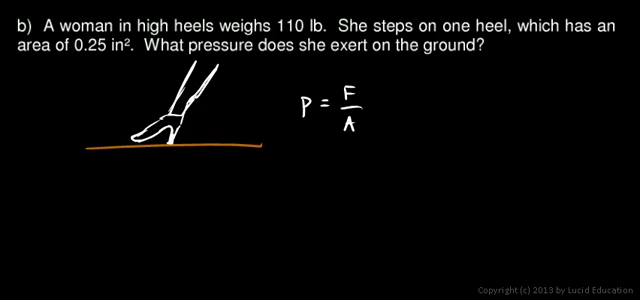 b)  A woman in high heels weighs 110 lb.  She steps on one heel, which has an
area of 0.25 in².  What pressure does she exert on the ground?
P = F
A
Copyright (c) 2013 by Lucid Education